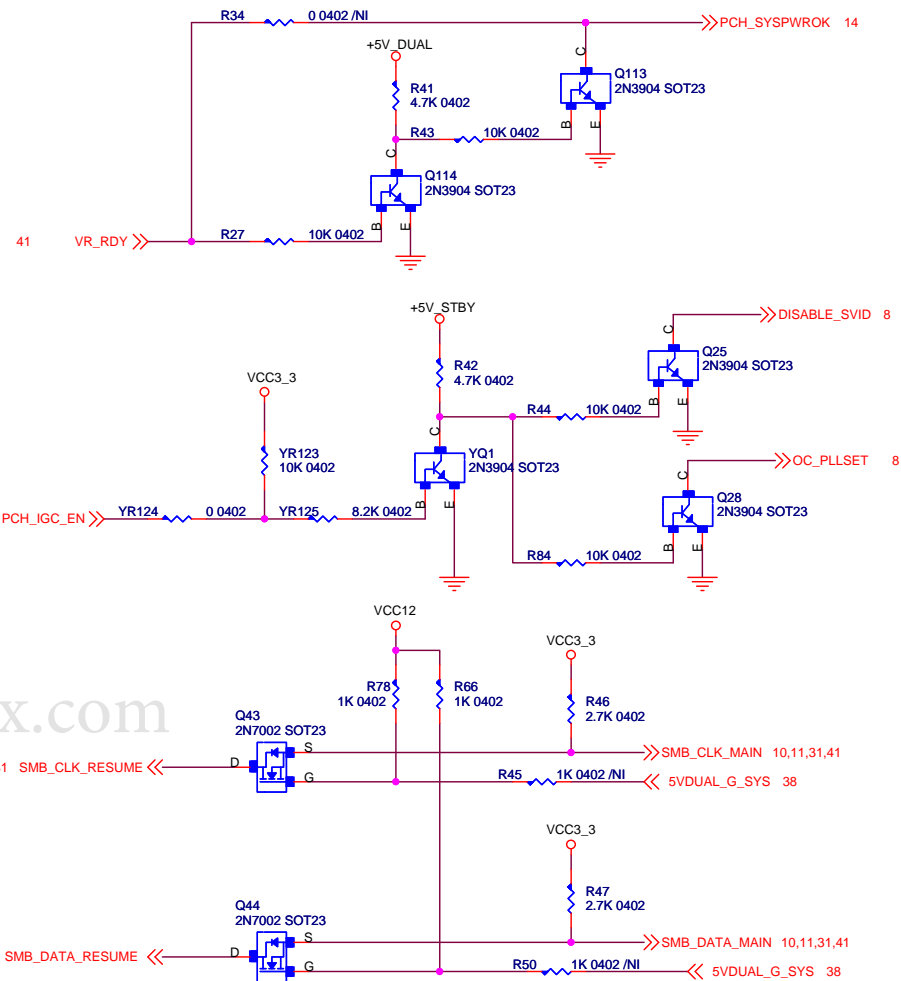 R34 0 0402 /NI
PCH_SYSPWROK 14
+5V_DUAL
C
Q113
2N3904 SOT23
R41
4.7K 0402
B E
R43 10K 0402
C
Q114
2N3904 SOT23
B E
41 VR_RDY R27 10K 0402
+5V_STBY
DISABLE_SVID 8
C
Q25
2N3904 SOT23
R42
4.7K 0402
VCC3_3
B E
R44 10K 0402
C
YR123
10K 0402
YQ1
2N3904 SOT23
OC_PLLSET 8
C
Q28
2N3904 SOT23
B E
PCH_IGC_EN YR124 0 0402 YR125 8.2K 0402
B E
R84 10K 0402
VCC12
VCC3_3
R78
1K 0402
R66
1K 0402
R46
2.7K 0402
x.com
Q43
2N7002 SOT23
S
SMB_CLK_MAIN 10,11,31,41
1 SMB_CLK_RESUME D
G
R45 1K 0402 /NI
5VDUAL_G_SYS 38
VCC3_3
R47
2.7K 0402
Q44
2N7002 SOT23
S
SMB_DATA_MAIN 10,11,31,41
SMB_DATA_RESUME D
G
R50 1K 0402 /NI
5VDUAL_G_SYS 38